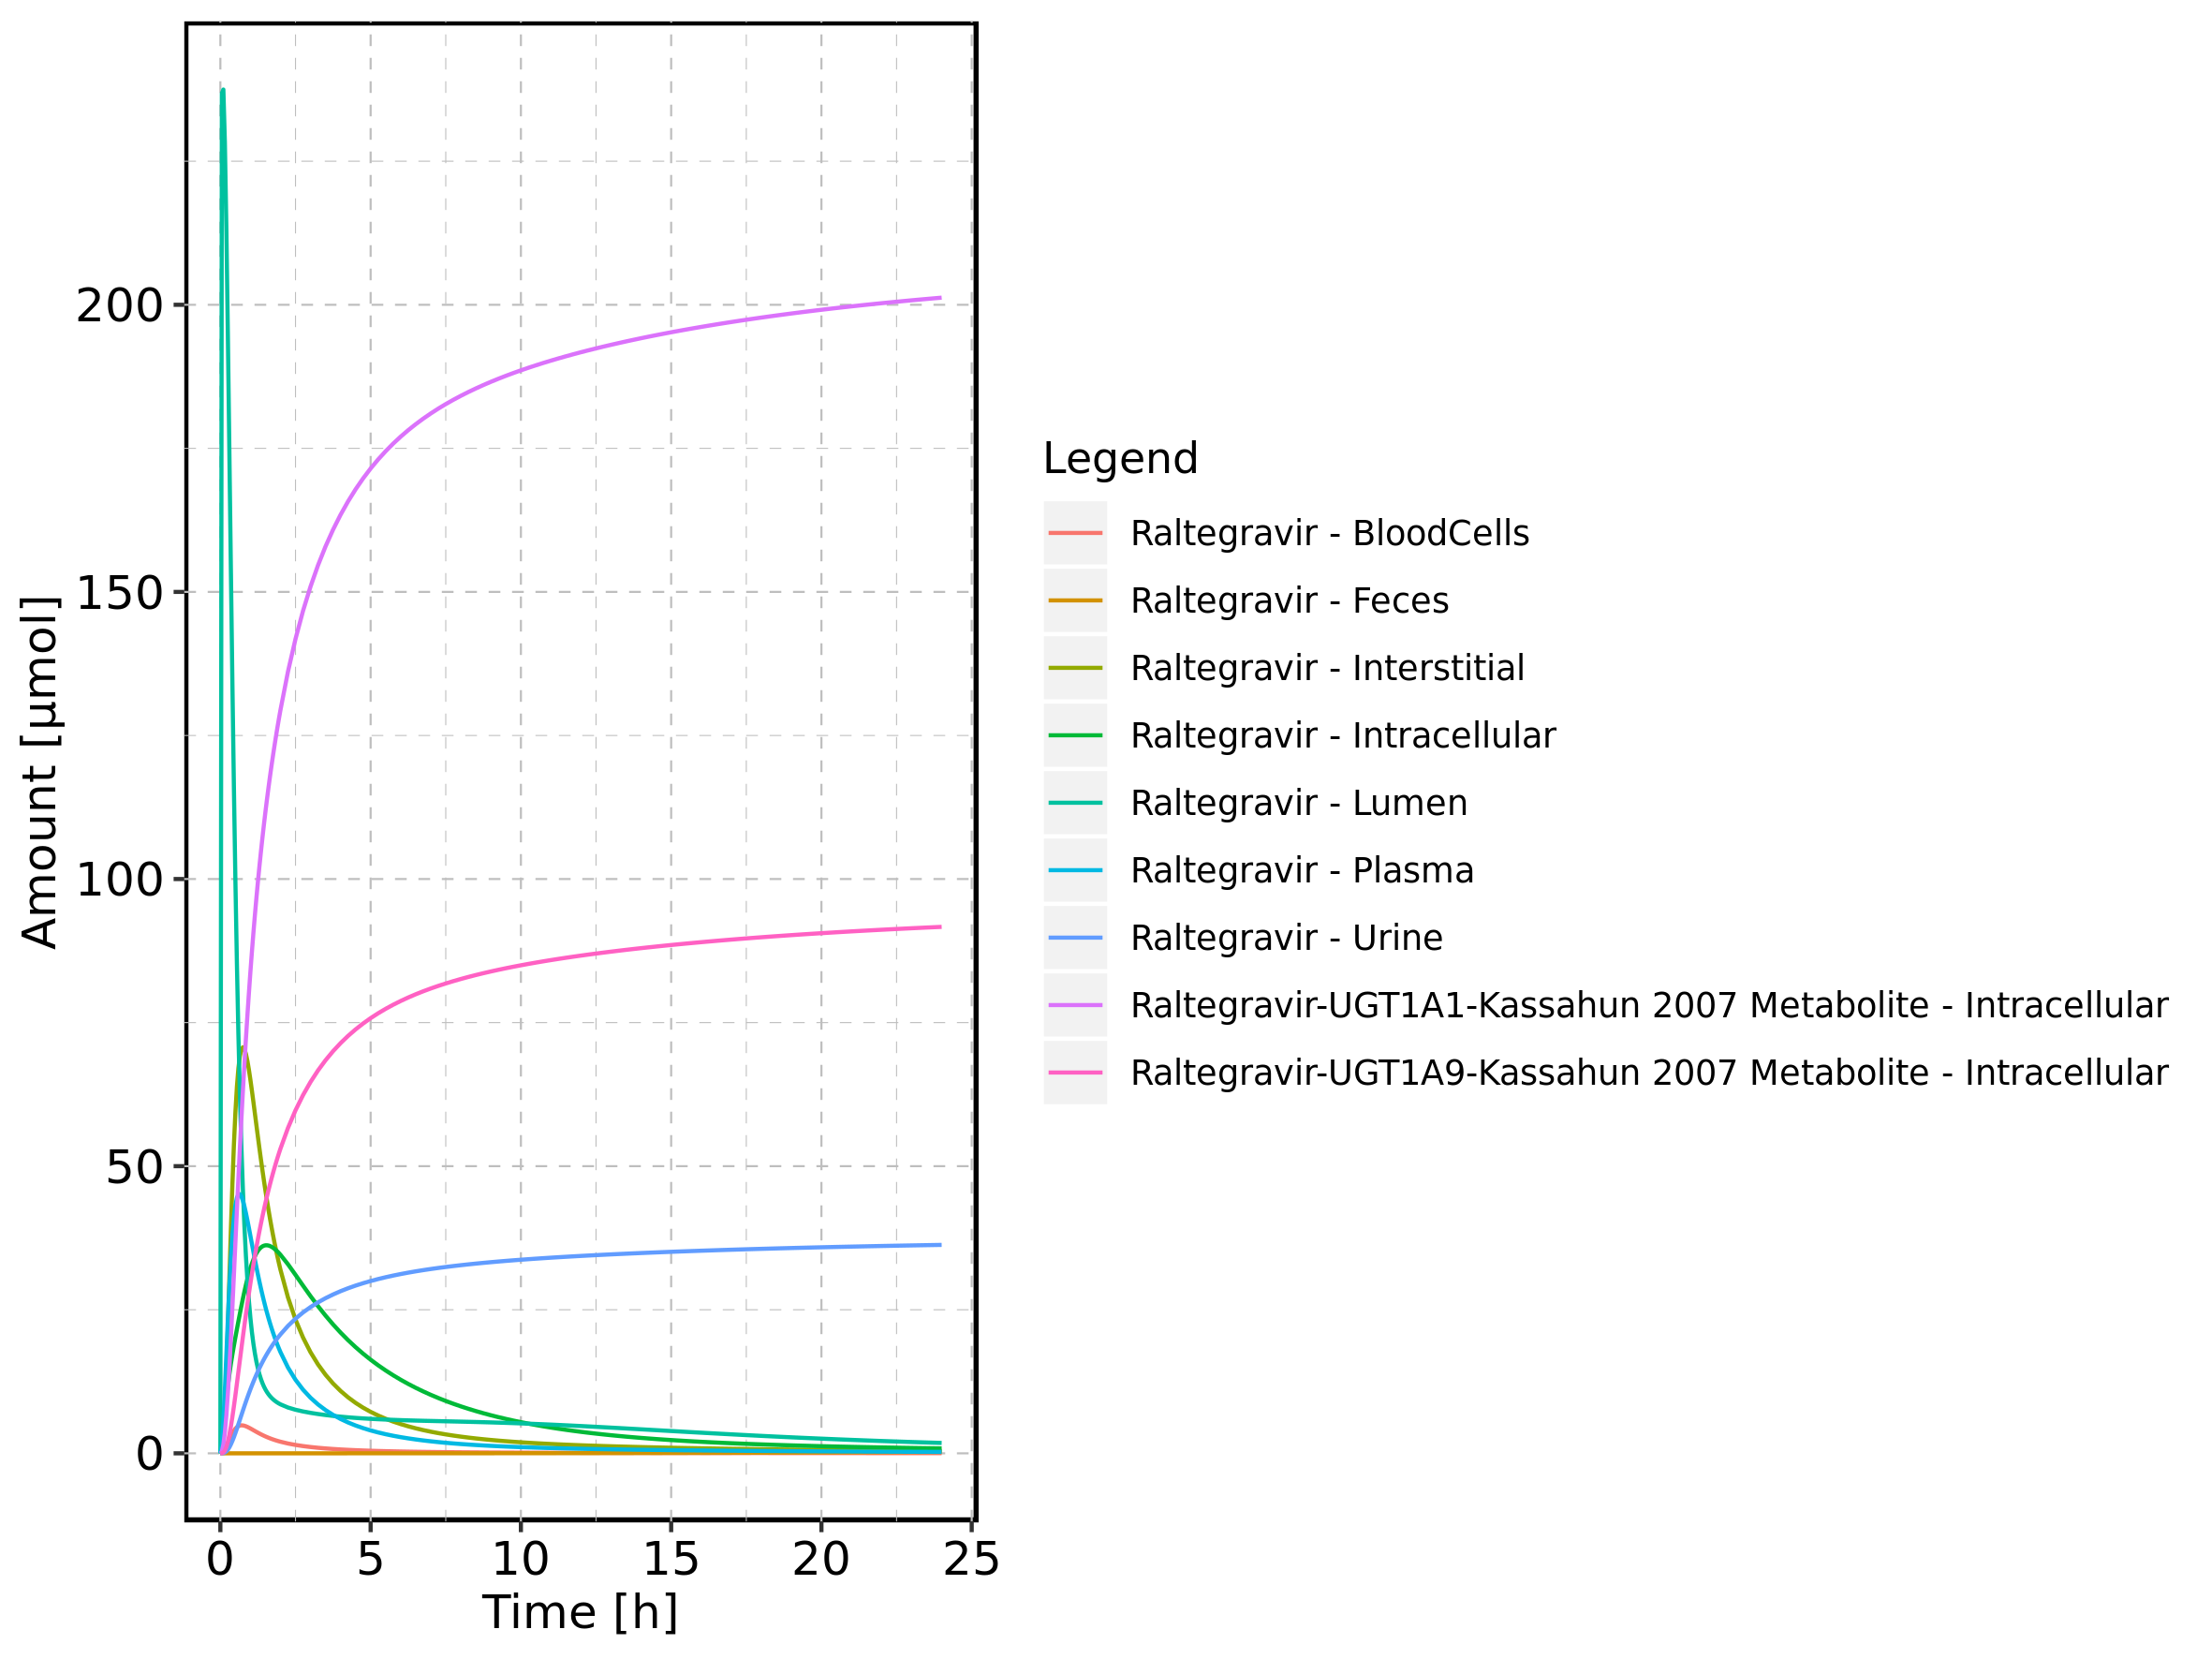 200
150
100
50
0
Amount [µmol]
0 5 10 15 20 25
Time [h]
Legend
Raltegravir - BloodCells
Raltegravir - Feces
Raltegravir - Interstitial
Raltegravir - Intracellular
Raltegravir - Lumen
Raltegravir - Plasma
Raltegravir - Urine
Raltegravir-UGT1A1-Kassahun 2007 Metabolite - Intracellular
Raltegravir-UGT1A9-Kassahun 2007 Metabolite - Intracellular